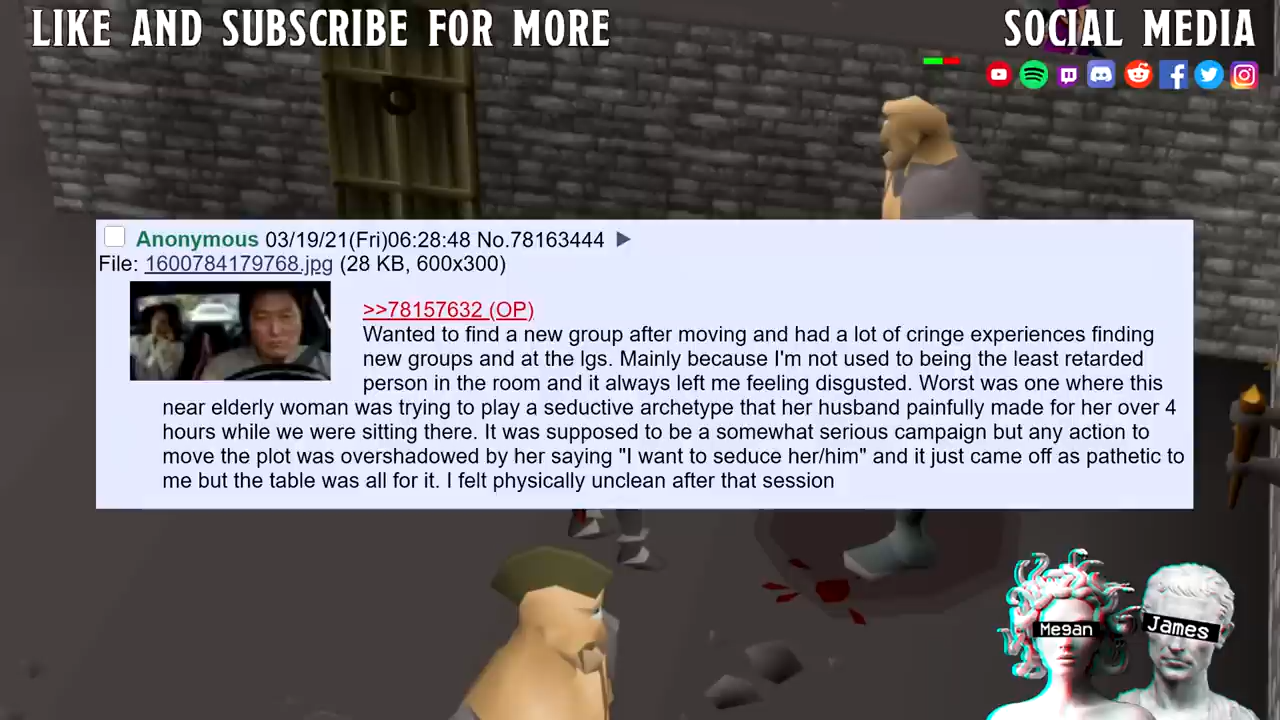 LIKE AND SUBSCRIBE FOR MORE
SOCIAL MEDIA
Anonymous 03/19/21(Fri)06:28:48 No.78163444 ▶
File: 1600784179768.jpg (28 KB, 600x300)
>>78157632 (OP)
Wanted to find a new group after moving and had a lot of cringe experiences finding
new groups and at the lgs. Mainly because I'm not used to being the least retarded
person in the room and it always left me feeling disgusted. Worst was one where this
near elderly woman was trying to play a seductive archetype that her husband painfully made for her over 4
hours while we were sitting there. It was supposed to be a somewhat serious campaign but any action to
move the plot was overshadowed by her saying "I want to seduce her/him" and it just came off as pathetic to
me but the table was all for it. I felt physically unclean after that session
Megan
James